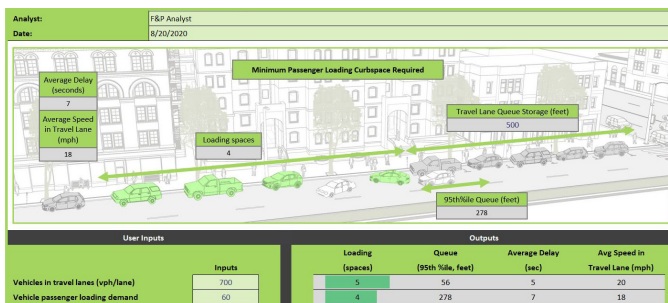 Analyst: F&P Analyst
Date: 8/20/2020
Minimum Passenger Loading Curbspace Required
Average Delay
(seconds)
7
Average Speed
in Travel Lane
(mph)
18
Loading spaces
4
Travel Lane Queue Storage (feet)
500
95th%ile Queue (feet)
278
User Inputs
Inputs
Vehicles in travel lanes (vph/lane) 700
Vehicle passenger loading demand 60
Outputs
Loading Queue Average Delay Avg Speed in
(spaces) (95th %ile, feet) (sec) Travel Lane (mph)
5 56 5 20
4 278 7 18